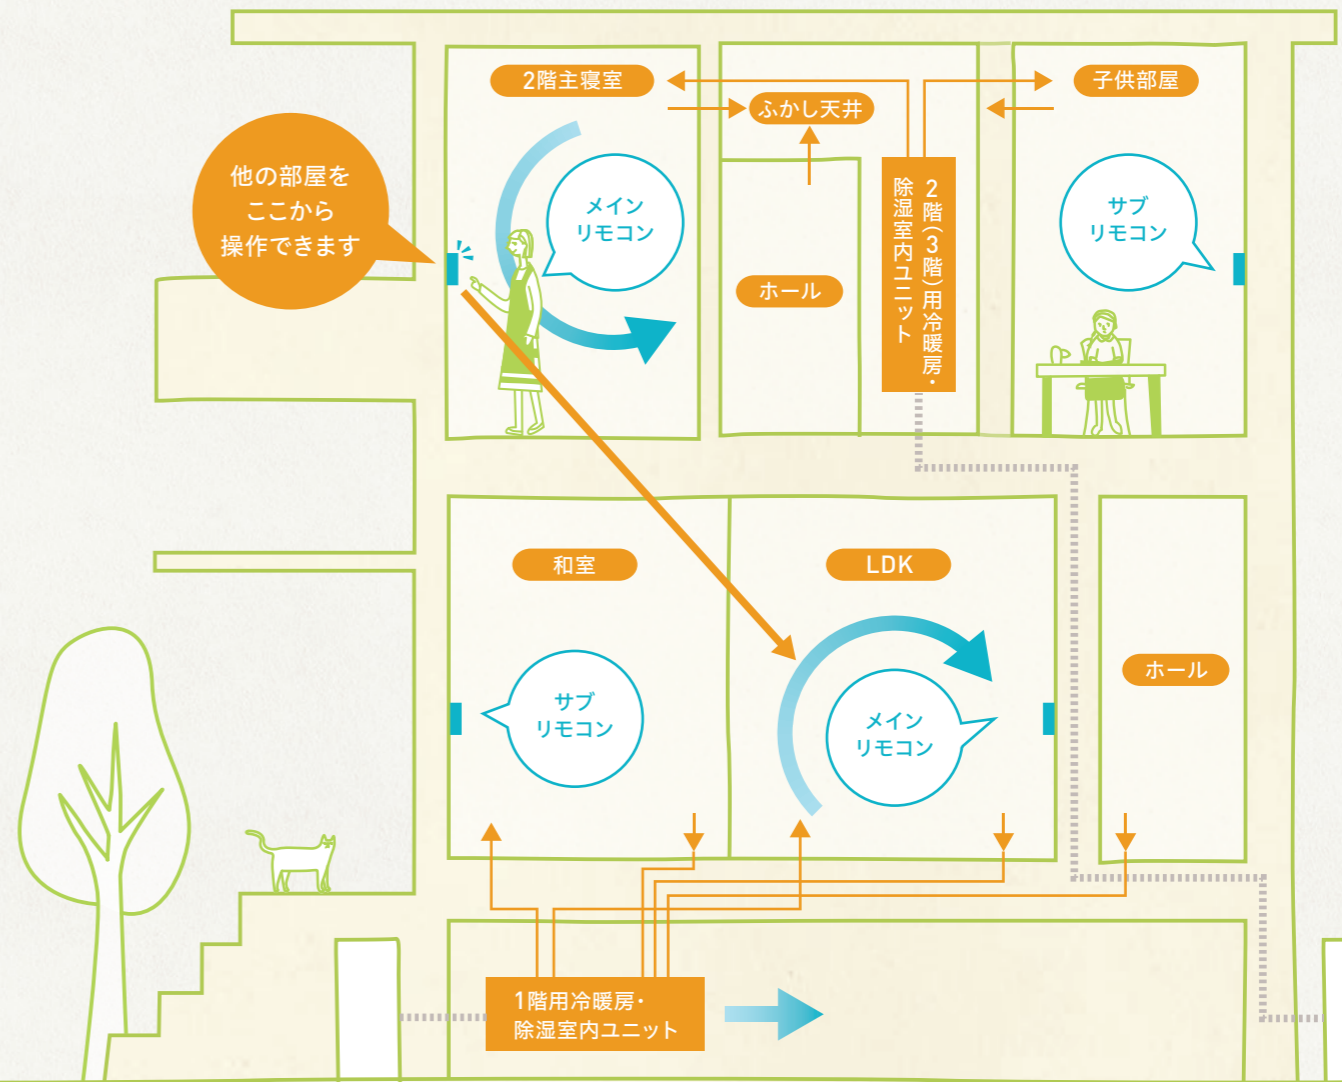 2階主寝室
ふかし天井
子供部屋
他の部屋を
ここから
操作できます
メイン
リモコン
ホール
2階(3階)用冷暖房・
除湿室内ユニット
サブ
リモコン
和室
LDK
サブ
リモコン
メイン
リモコン
ホール
1階用冷暖房・
除湿室内ユニット